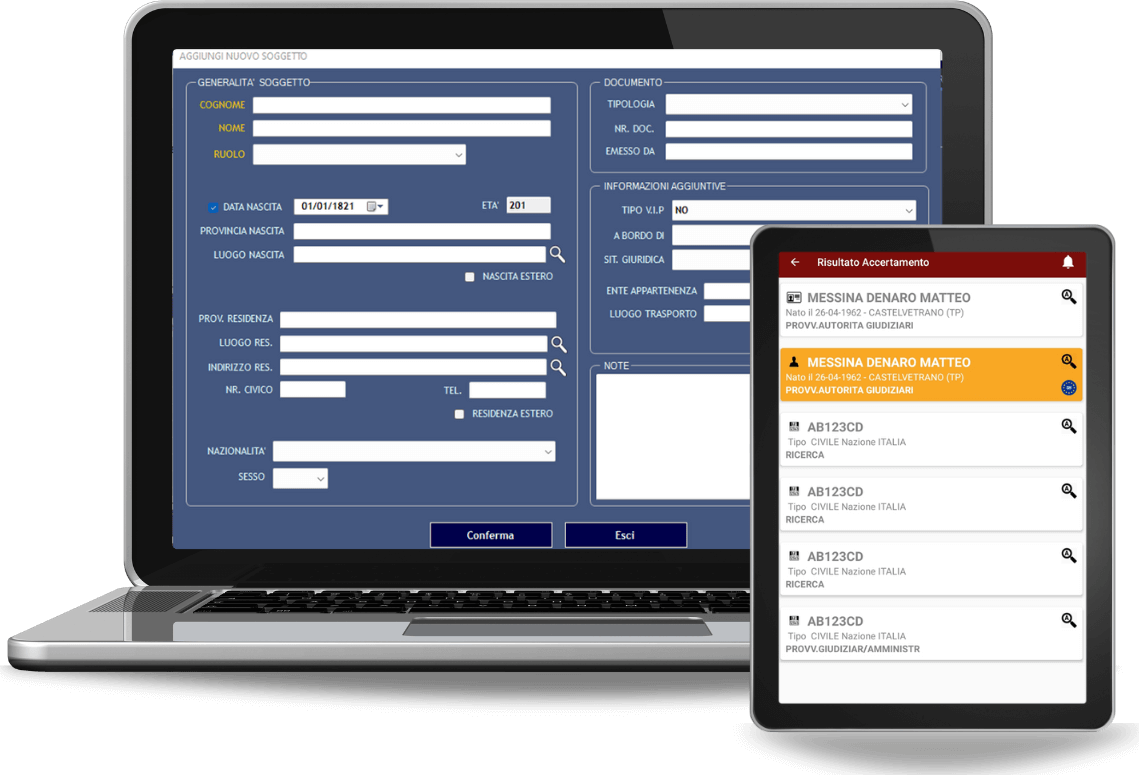 AGGIUNGI NUOVO SOGGETTO
GENERALITA' SOGGETTO
COGNOME
NOME
RUOLO
DATA NASCITA 01/01/1821 ETA' 201
PROVINCIA NASCITA
LUOGO NASCITA
NASCITA ESTERO
PROV. RESIDENZA
LUOGO RES.
INDIRIZZO RES.
NR. CIVICO TEL.
RESIDENZA ESTERO
NAZIONALITA'
SESSO
DOCUMENTO
TIPOLOGIA
NR. DOC.
EMESSO DA
INFORMAZIONI AGGIUNTIVE
TIPO V.I.P NO
A BORDO DI
SIT. GIURIDICA
ENTE APPARTENENZA
LUOGO TRASPORTO
NOTE
Conferma Esci
Risultato Accertamento
MESSINA DENARO MATTEO
Nato il 26-04-1962 - CASTELVETRANO (TP)
PROVV.AUTORITA GIUDIZIARI
MESSINA DENARO MATTEO
Nato il 26-04-1962 - CASTELVETRANO (TP)
PROVV.AUTORITA GIUDIZIARI
AB123CD
Tipo CIVILE Nazione ITALIA
RICERCA
AB123CD
Tipo CIVILE Nazione ITALIA
RICERCA
AB123CD
Tipo CIVILE Nazione ITALIA
RICERCA
AB123CD
Tipo CIVILE Nazione ITALIA
PROVV.GIUDIZIAR/AMMINISTR